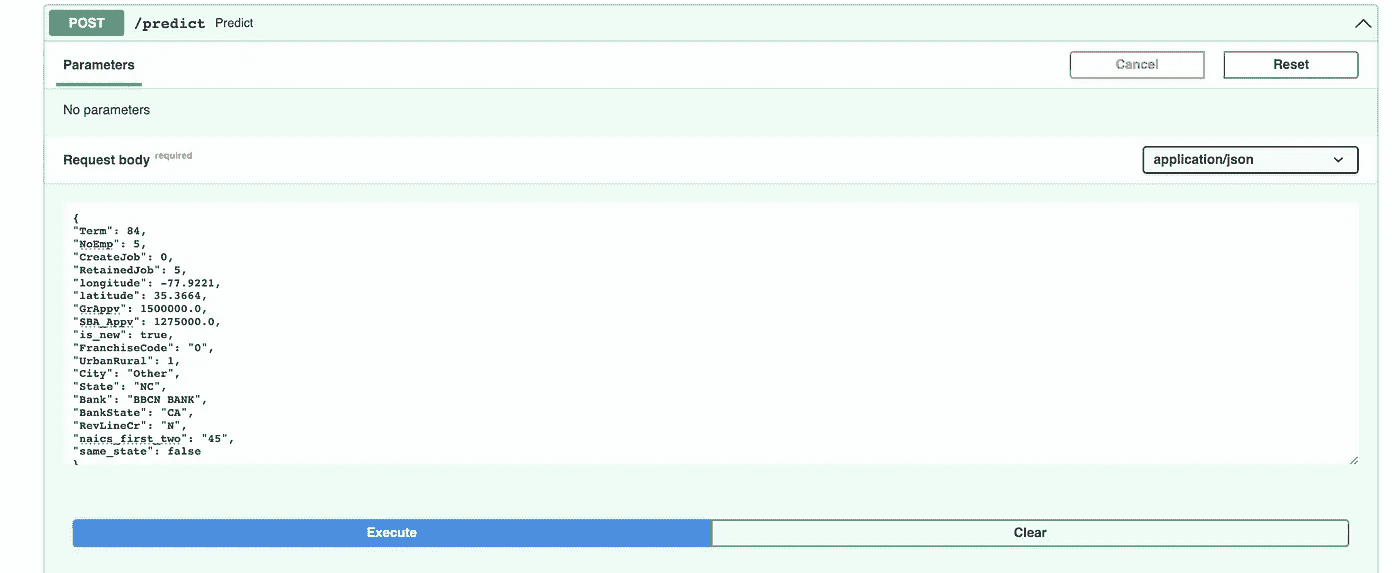 POST /predict Predict
Parameters
Cancel
Reset
No parameters
Request body required
application/json
{
"Term": 84,
"NoEmp": 5,
"CreateJob": 0,
"RetainedJob": 5,
"longitude": -77.9221,
"latitude": 35.3664,
"GrAppv": 1500000.0,
"SBA_Appv": 1275000.0,
"is_new": true,
"FranchiseCode": "0",
"UrbanRural": 1,
"City": "Other",
"State": "NC",
"Bank": "BBCN BANK",
"BankState": "CA",
"RevLineCr": "N",
"naics_first_two": "45",
"same_state": false
}
Execute
Clear